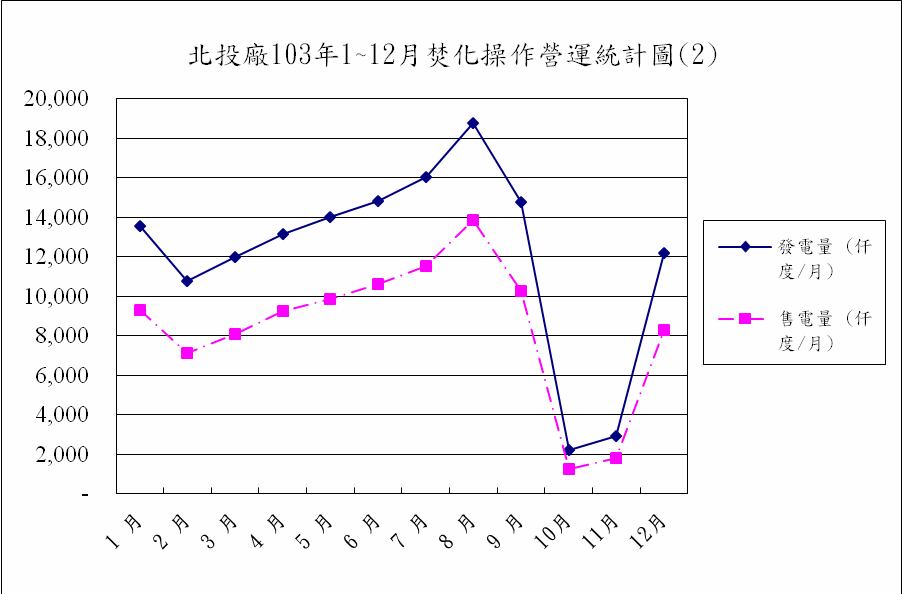 北投廠103年1~12月焚化操作營運統計圖(2)
20,000
18,000
16,000
14,000
12,000
10,000
8,000
6,000
4,000
2,000
-
1 月
2 月
3 月
4 月
5 月
6 月
7 月
8 月
9 月
10月
11月
12月
發電量 (仟
度/月)
售電量 (仟
度/月)